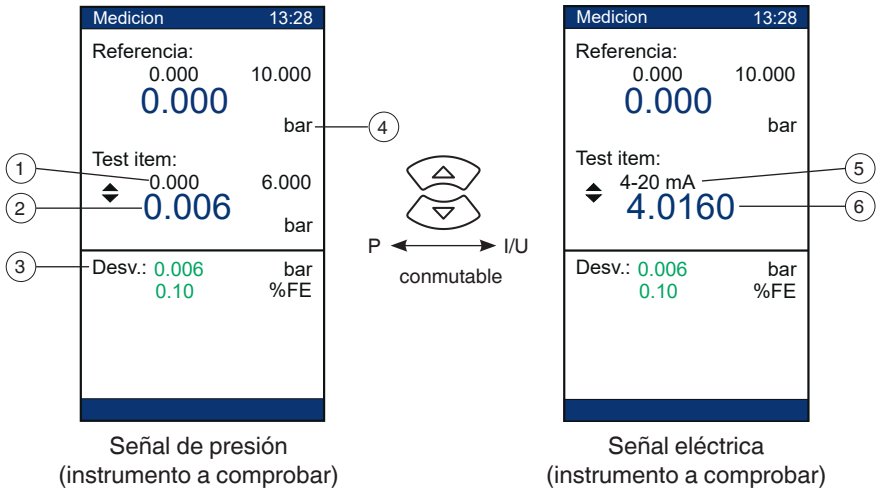 Medicion 13:28
Referencia:
0.000 10.000
0.000
bar
4
Test item:
1
0.000 6.000
2
0.006
bar
3
Desv.: 0.006 bar
0.10 %FE
Señal de presión
(instrumento a comprobar)
P I/U
conmutable
Medicion 13:28
Referencia:
0.000 10.000
0.000
bar
Test item:
4-20 mA
5
4.0160
6
Desv.: 0.006 bar
0.10 %FE
Señal eléctrica
(instrumento a comprobar)